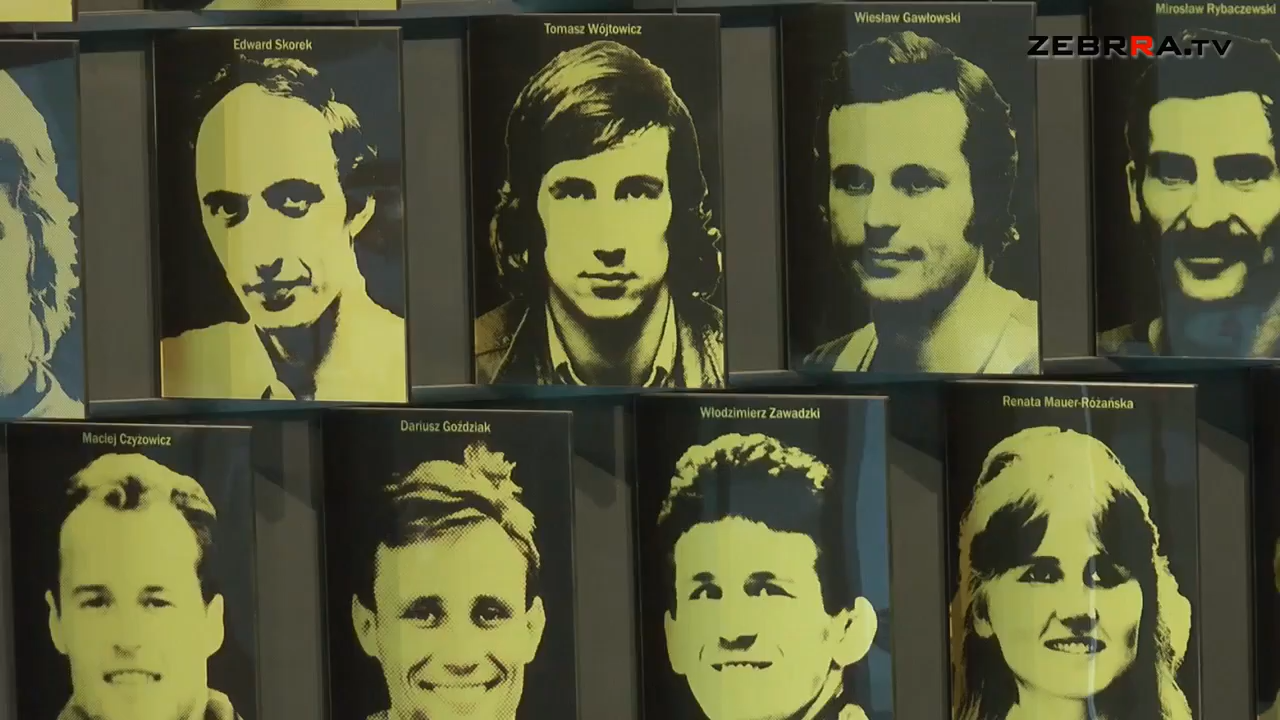 Edward Skorek
Tomasz Wójtowicz
Wiesław Gawłowski
Mirosław Rybaczewski
ZEBRRA.TV
Maciej Czyżowicz
Dariusz Goździak
Włodzimierz Zawadzki
Renata Mauer-Różańska